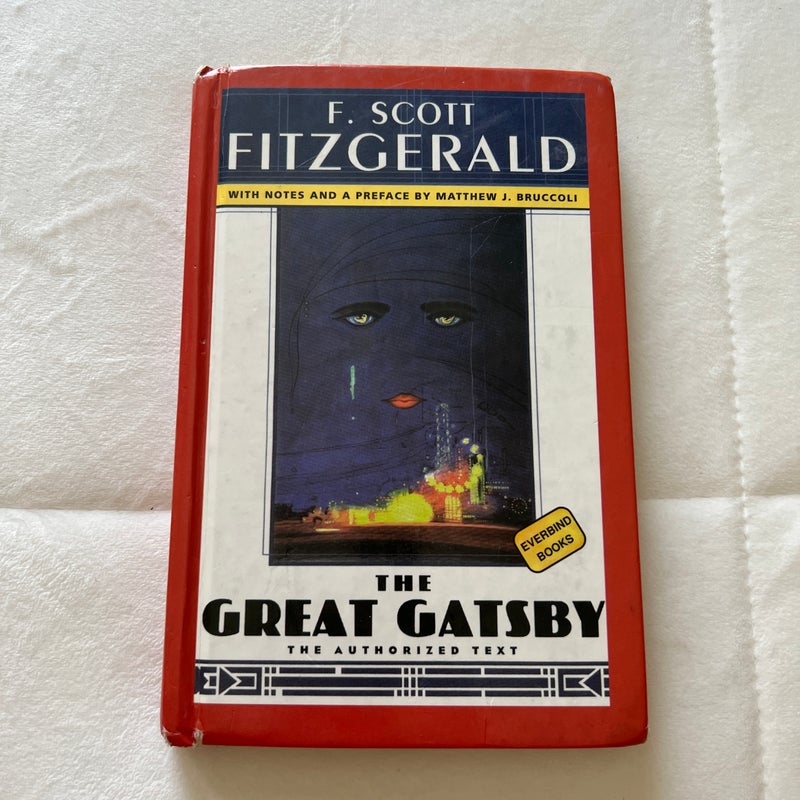 F. SCOTT
FITZGERALD
WITH NOTES AND A PREFACE BY MATTHEW J. BRUCCOLI
EVERBIND
BOOKS
THE
GREAT GATSBY
THE AUTHORIZED TEXT